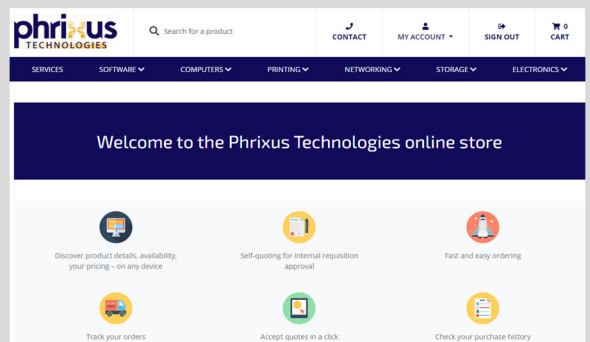 phrixus
TECHNOLOGIES
Search for a product
CONTACT
MY ACCOUNT
SIGN OUT
0
CART
SERVICES SOFTWARE COMPUTERS PRINTING NETWORKING STORAGE ELECTRONICS
Welcome to the Phrixus Technologies online store
Discover product details, availability,
your pricing – on any device
Self-quoting for internal requisition
approval
Fast and easy ordering
Track your orders
Accept quotes in a click
Check your purchase history